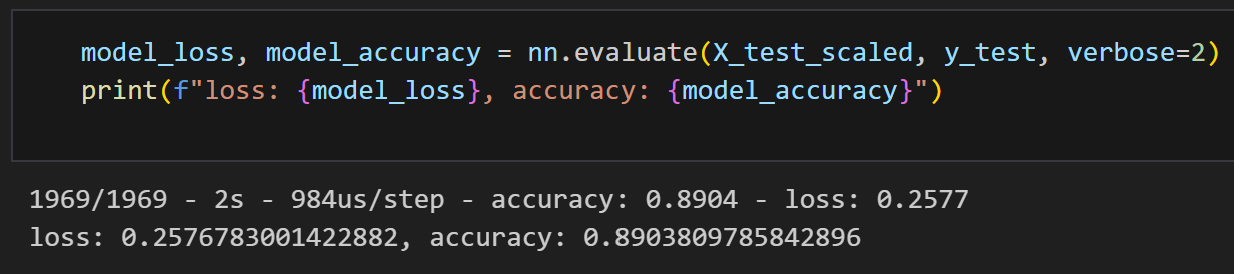 model_loss, model_accuracy = nn.evaluate(X_test_scaled, y_test, verbose=2)
print(f"loss: {model_loss}, accuracy: {model_accuracy}")
1969/1969 - 2s - 984us/step - accuracy: 0.8904 - loss: 0.2577
loss: 0.2576783001422882, accuracy: 0.8903809785842896